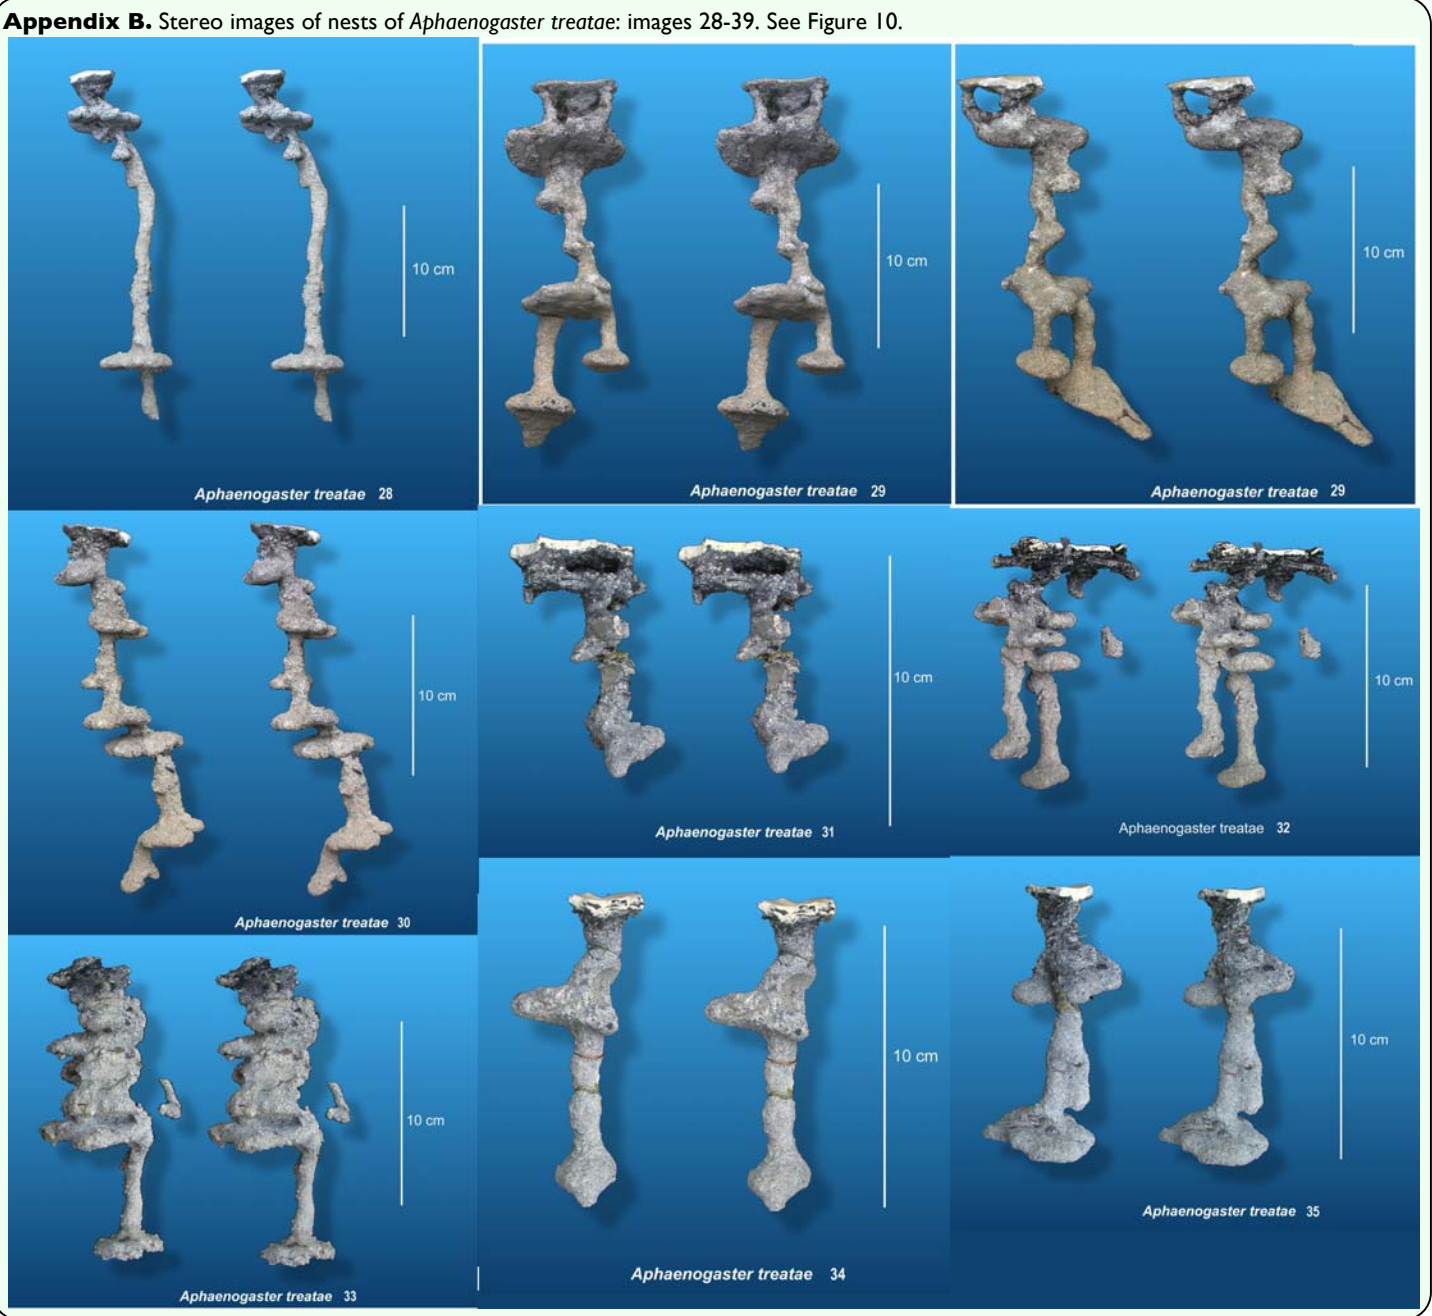 Appendix B. Stereo images of nests of Aphaenogaster treatae: images 28-39. See Figure 10.
10 cm
Aphaenogaster treatae 28
10 cm
Aphaenogaster treatae 29
10 cm
Aphaenogaster treatae 29
10 cm
Aphaenogaster treatae 30
10 cm
Aphaenogaster treatae 31
10 cm
Aphaenogaster treatae 32
10 cm
Aphaenogaster treatae 33
10 cm
Aphaenogaster treatae 34
10 cm
Aphaenogaster treatae 35